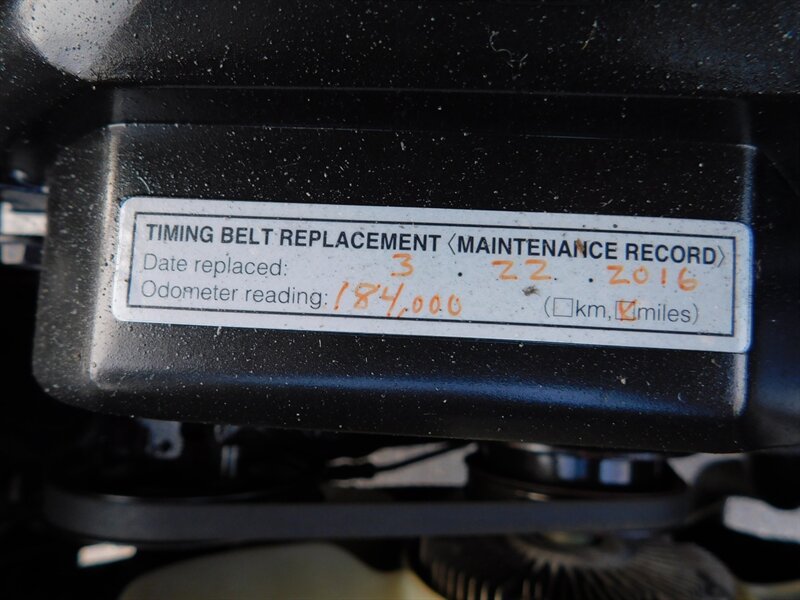 TIMING BELT REPLACEMENT〈MAINTENANCE RECORD〉
Date replaced: 3 . 22 . 2016
Odometer reading: 184,000 (☐km, ☑miles)